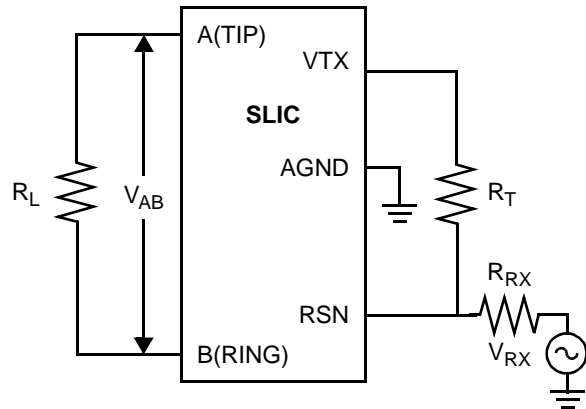 A(TIP)
VTX
SLIC
AGND
R_L
V_AB
R_T
R_RX
RSN
V_RX
B(RING)